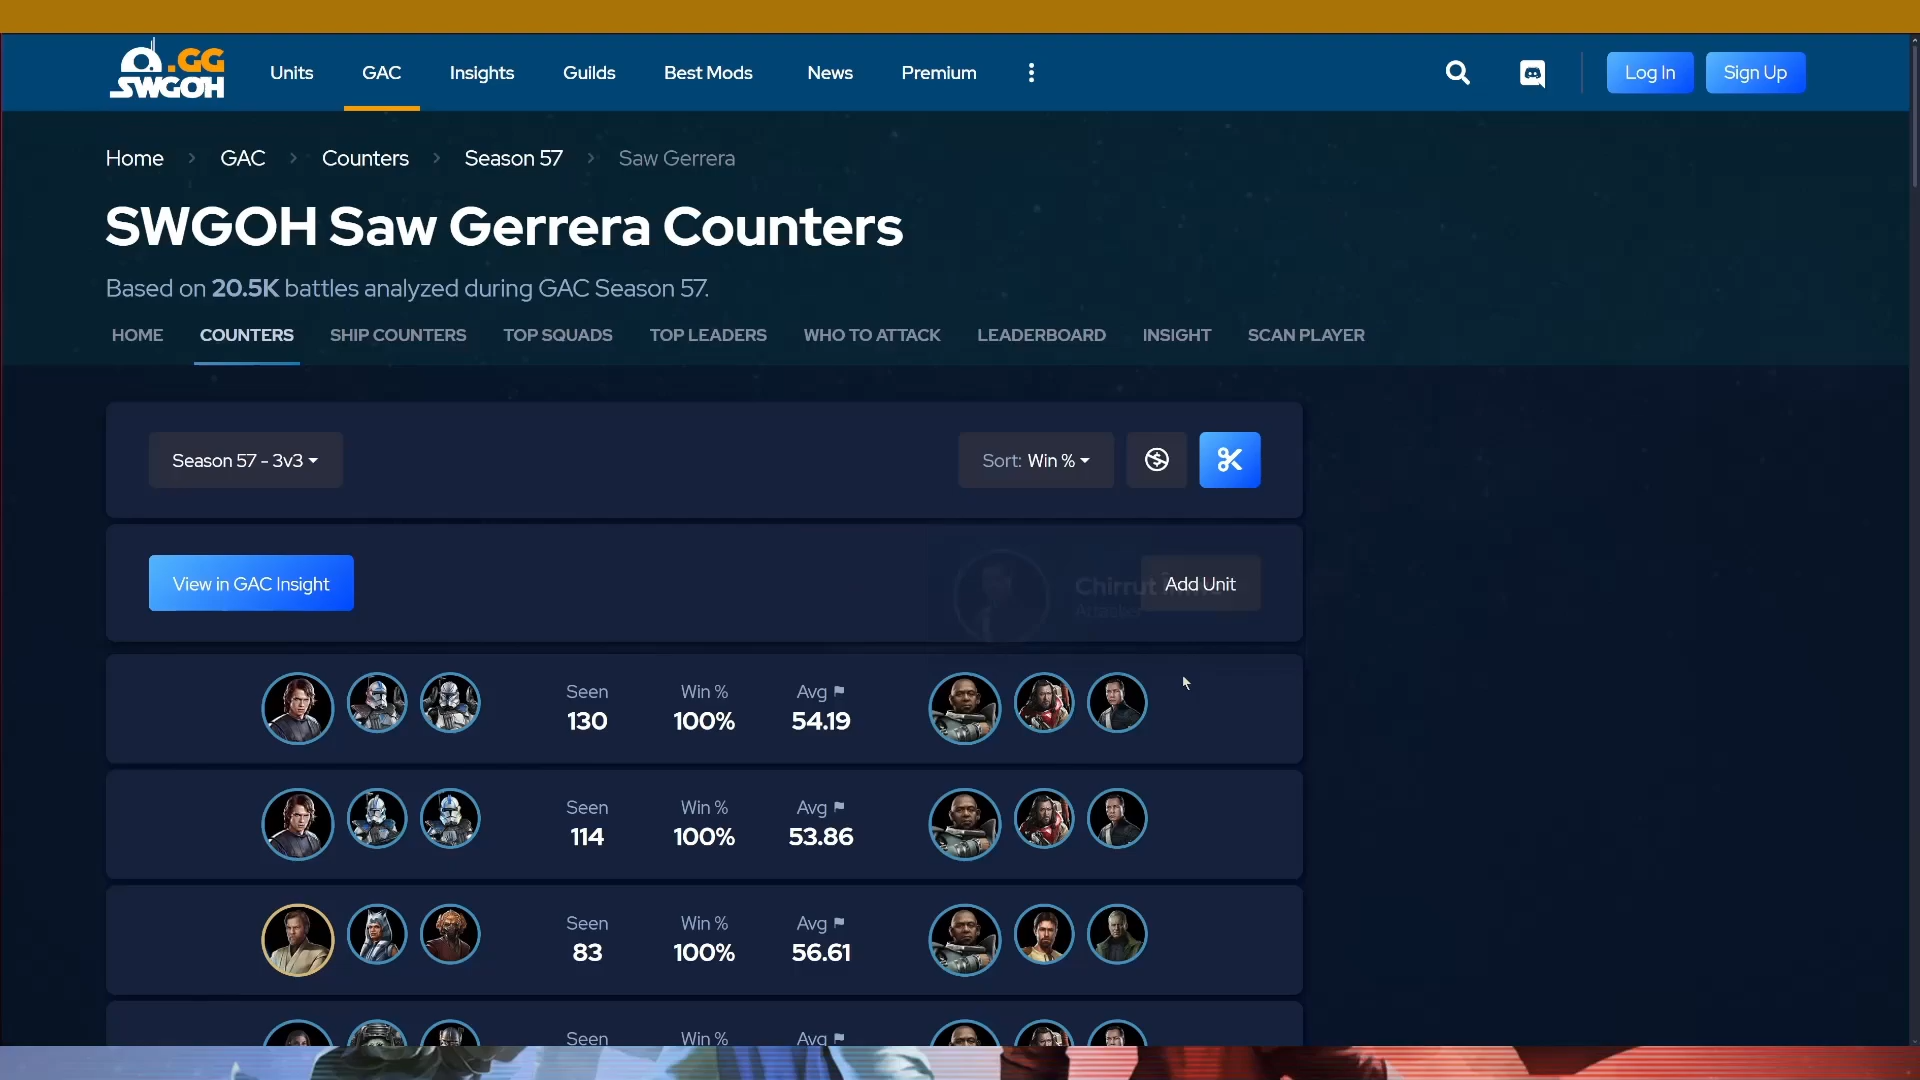 .GG
SWGOH
Units
GAC
Insights
Guilds
Best Mods
News
Premium
Log In
Sign Up
Home > GAC > Counters > Season 57 > Saw Gerrera
SWGOH Saw Gerrera Counters
Based on 20.5K battles analyzed during GAC Season 57.
HOME
COUNTERS
SHIP COUNTERS
TOP SQUADS
TOP LEADERS
WHO TO ATTACK
LEADERBOARD
INSIGHT
SCAN PLAYER
Season 57 - 3v3
Sort: Win %
View in GAC Insight
Chirrut
Add Unit
Seen
Win %
Avg
130
100%
54.19
Seen
Win %
Avg
114
100%
53.86
Seen
Win %
Avg
83
100%
56.61
Seen
Win %
Avg